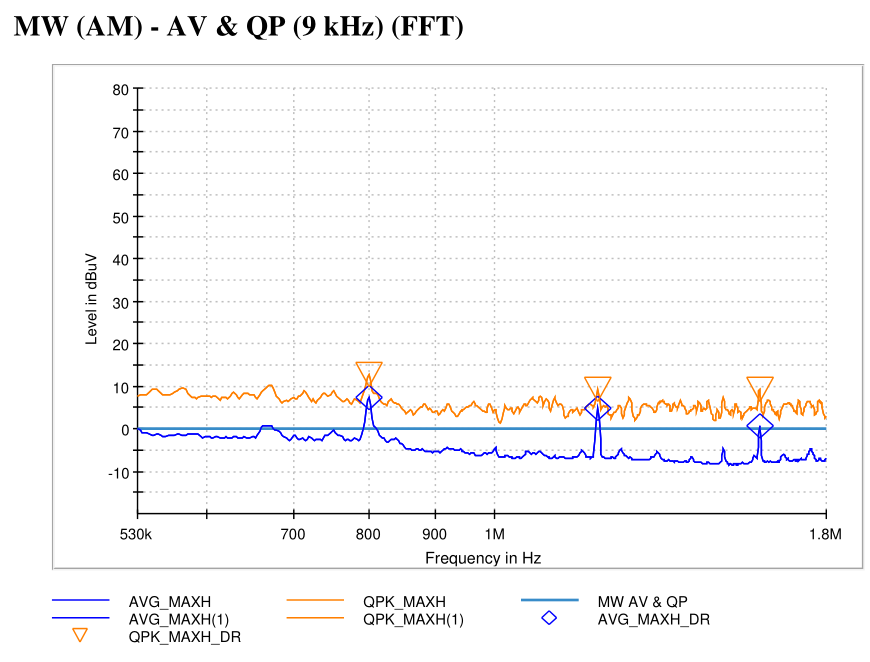 MW (AM) - AV & QP (9 kHz) (FFT)
80
70
60
50
40
30
20
10
0
-10
Level in dBuV
530k 700 800 900 1M 1.8M
Frequency in Hz
AVG_MAXH QPK_MAXH MW AV & QP
AVG_MAXH(1) QPK_MAXH(1) AVG_MAXH_DR
QPK_MAXH_DR